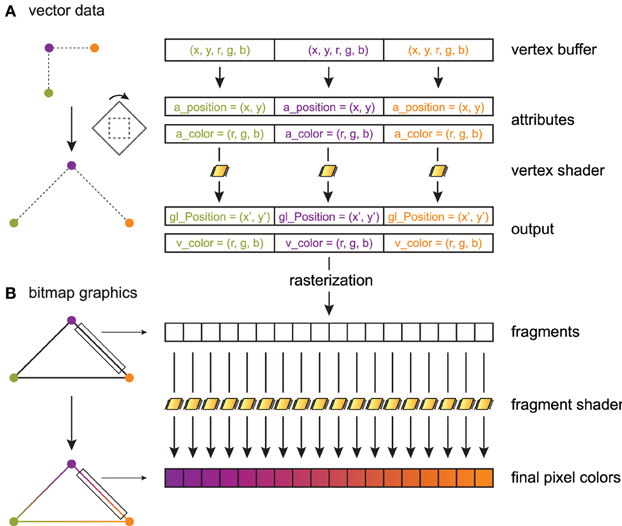 A vector data
(x, y, r, g, b) (x, y, r, g, b) (x, y, r, g, b) vertex buffer
a_position = (x, y) a_position = (x, y) a_position = (x, y)
attributes
a_color = (r, g, b) a_color = (r, g, b) a_color = (r, g, b)
vertex shader
gl_Position = (x', y') gl_Position = (x', y') gl_Position = (x', y')
output
v_color = (r, g, b) v_color = (r, g, b) v_color = (r, g, b)
rasterization
B bitmap graphics
fragments
fragment shader
final pixel colors